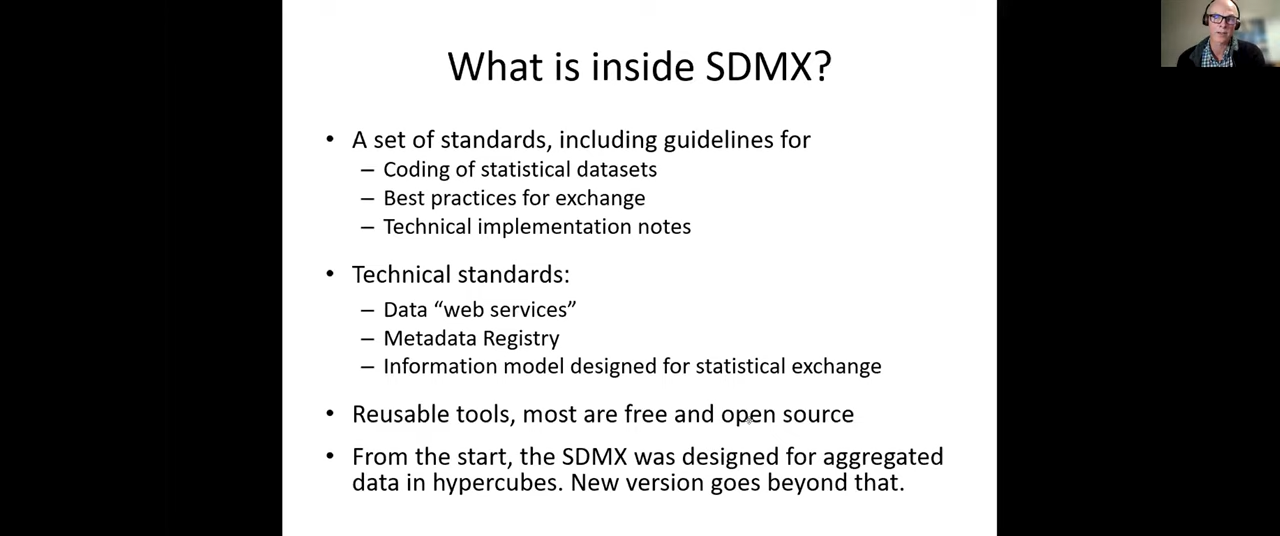 What is inside SDMX?
• A set of standards, including guidelines for
– Coding of statistical datasets
– Best practices for exchange
– Technical implementation notes
• Technical standards:
– Data “web services”
– Metadata Registry
– Information model designed for statistical exchange
• Reusable tools, most are free and open source
• From the start, the SDMX was designed for aggregated
data in hypercubes. New version goes beyond that.